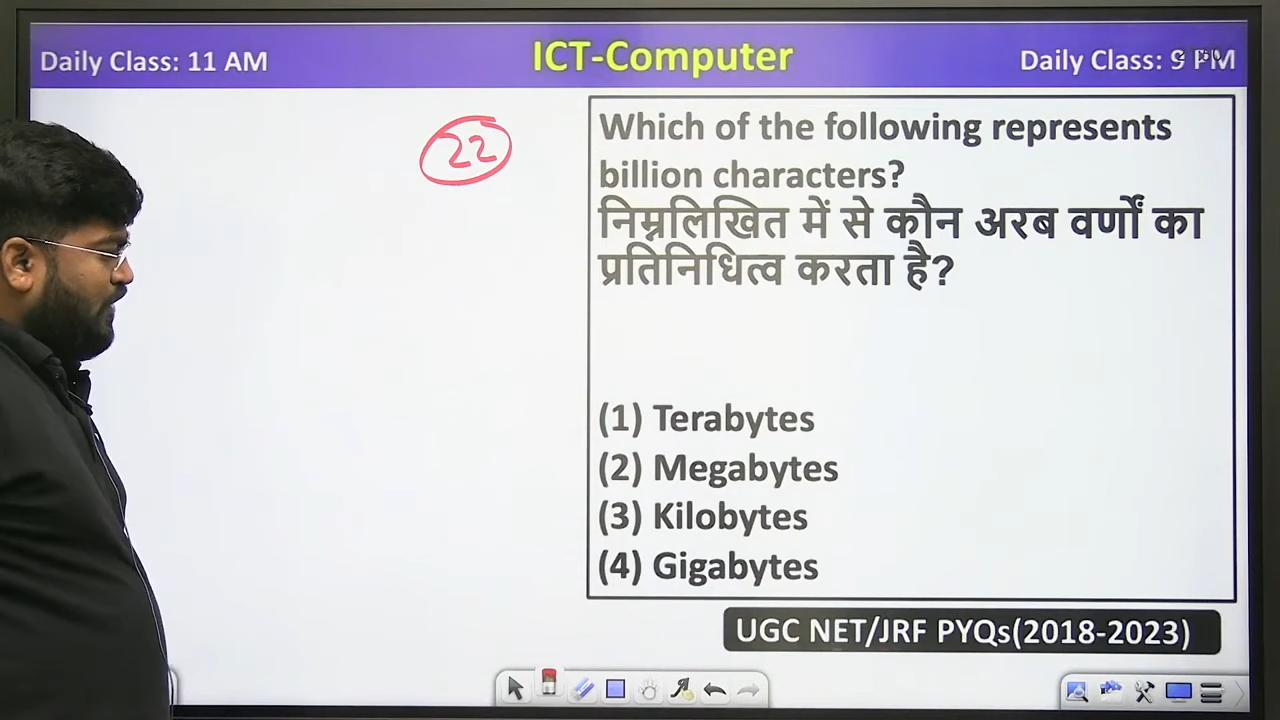 Daily Class: 11 AM
ICT-Computer
Daily Class: 9 PM
22
Which of the following represents
billion characters?
निम्नलिखित में से कौन अरब वर्णों का
प्रतिनिधित्व करता है?
(1) Terabytes
(2) Megabytes
(3) Kilobytes
(4) Gigabytes
UGC NET/JRF PYQs(2018-2023)